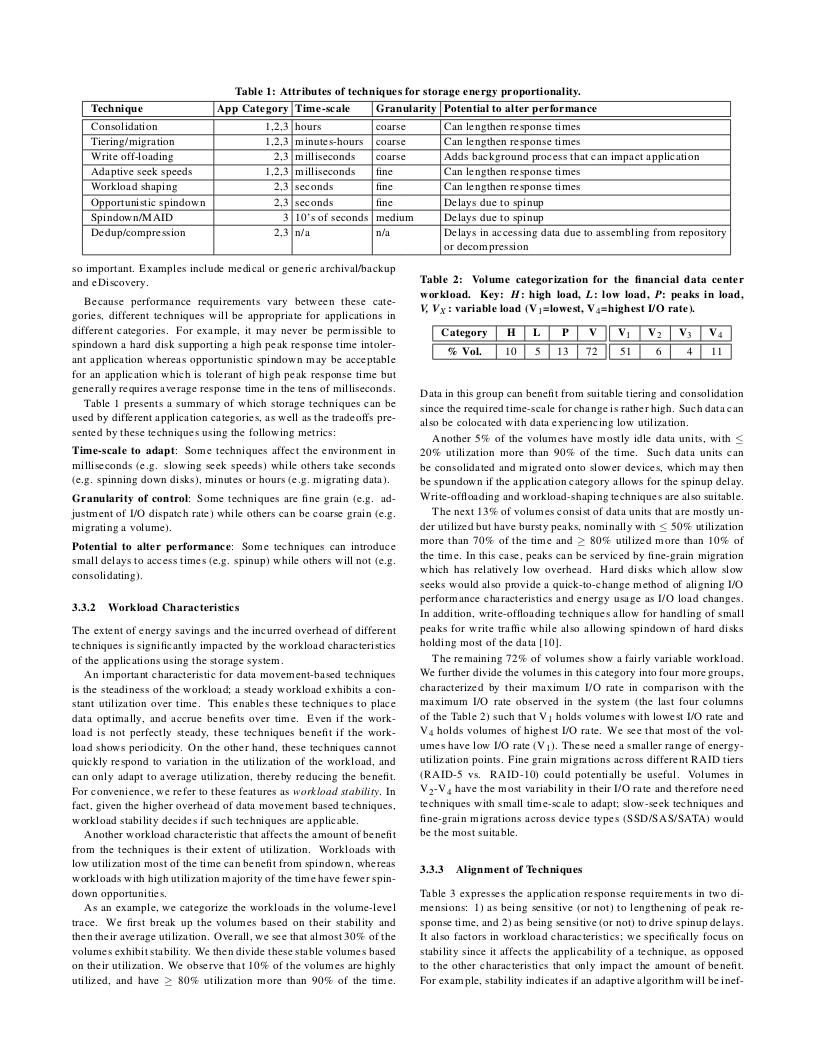 Table 1: Attributes of techniques for storage energy proportionality.
Technique App Category Time-scale Granularity Potential to alter performance
Consolidation 1,2,3 hours coarse Can lengthen response times
Tiering/migration 1,2,3 minutes-hours coarse Can lengthen response times
Write off-loading 2,3 milliseconds coarse Adds background process that can impact application
Adaptive seek speeds 1,2,3 milliseconds fine Can lengthen response times
Workload shaping 2,3 seconds fine Can lengthen response times
Opportunistic spindown 2,3 seconds fine Delays due to spinup
Spindown/MAID 3 10's of seconds medium Delays due to spinup
Dedup/compression 2,3 n/a n/a Delays in accessing data due to assembling from repository
or decompression
so important. Examples include medical or generic archival/backup
and eDiscovery.
Because performance requirements vary between these cate-
gories, different techniques will be appropriate for applications in
different categories. For example, it may never be permissible to
spindown a hard disk supporting a high peak response time intoler-
ant application whereas opportunistic spindown may be acceptable
for an application which is tolerant of high peak response time but
generally requires average response time in the tens of milliseconds.
Table 1 presents a summary of which storage techniques can be
used by different application categories, as well as the tradeoffs pre-
sented by these techniques using the following metrics:
Time-scale to adapt: Some techniques affect the environment in
milliseconds (e.g. slowing seek speeds) while others take seconds
(e.g. spinning down disks), minutes or hours (e.g. migrating data).
Granularity of control: Some techniques are fine grain (e.g. ad-
justment of I/O dispatch rate) while others can be coarse grain (e.g.
migrating a volume).
Potential to alter performance: Some techniques can introduce
small delays to access times (e.g. spinup) while others will not (e.g.
consolidating).
3.3.2 Workload Characteristics
The extent of energy savings and the incurred overhead of different
techniques is significantly impacted by the workload characteristics
of the applications using the storage system.
An important characteristic for data movement-based techniques
is the steadiness of the workload; a steady workload exhibits a con-
stant utilization over time. This enables these techniques to place
data optimally, and accrue benefits over time. Even if the work-
load is not perfectly steady, these techniques benefit if the work-
load shows periodicity. On the other hand, these techniques cannot
quickly respond to variation in the utilization of the workload, and
can only adapt to average utilization, thereby reducing the benefit.
For convenience, we refer to these features as workload stability. In
fact, given the higher overhead of data movement based techniques,
workload stability decides if such techniques are applicable.
Another workload characteristic that affects the amount of benefit
from the techniques is their extent of utilization. Workloads with
low utilization most of the time can benefit from spindown, whereas
workloads with high utilization majority of the time have fewer spin-
down opportunities.
As an example, we categorize the workloads in the volume-level
trace. We first break up the volumes based on their stability and
then their average utilization. Overall, we see that almost 30% of the
volumes exhibit stability. We then divide these stable volumes based
on their utilization. We observe that 10% of the volumes are highly
utilized, and have ≥ 80% utilization more than 90% of the time.
Table 2: Volume categorization for the financial data center
workload. Key: H: high load, L: low load, P: peaks in load,
V, VX: variable load (V1=lowest, V4=highest I/O rate).
Category H L P V V1 V2 V3 V4
% Vol. 10 5 13 72 51 6 4 11
Data in this group can benefit from suitable tiering and consolidation
since the required time-scale for change is rather high. Such data can
also be colocated with data experiencing low utilization.
Another 5% of the volumes have mostly idle data units, with ≤
20% utilization more than 90% of the time. Such data units can
be consolidated and migrated onto slower devices, which may then
be spundown if the application category allows for the spinup delay.
Write-offloading and workload-shaping techniques are also suitable.
The next 13% of volumes consist of data units that are mostly un-
der utilized but have bursty peaks, nominally with ≤ 50% utilization
more than 70% of the time and ≥ 80% utilized more than 10% of
the time. In this case, peaks can be serviced by fine-grain migration
which has relatively low overhead. Hard disks which allow slow
seeks would also provide a quick-to-change method of aligning I/O
performance characteristics and energy usage as I/O load changes.
In addition, write-offloading techniques allow for handling of small
peaks for write traffic while also allowing spindown of hard disks
holding most of the data [10].
The remaining 72% of volumes show a fairly variable workload.
We further divide the volumes in this category into four more groups,
characterized by their maximum I/O rate in comparison with the
maximum I/O rate observed in the system (the last four columns
of the Table 2) such that V1 holds volumes with lowest I/O rate and
V4 holds volumes of highest I/O rate. We see that most of the vol-
umes have low I/O rate (V1). These need a smaller range of energy-
utilization points. Fine grain migrations across different RAID tiers
(RAID-5 vs. RAID-10) could potentially be useful. Volumes in
V2-V4 have the most variability in their I/O rate and therefore need
techniques with small time-scale to adapt; slow-seek techniques and
fine-grain migrations across device types (SSD/SAS/SATA) would
be the most suitable.
3.3.3 Alignment of Techniques
Table 3 expresses the application response requirements in two di-
mensions: 1) as being sensitive (or not) to lengthening of peak re-
sponse time, and 2) as being sensitive (or not) to drive spinup delays.
It also factors in workload characteristics; we specifically focus on
stability since it affects the applicability of a technique, as opposed
to the other characteristics that only impact the amount of benefit.
For example, stability indicates if an adaptive algorithm will be inef-